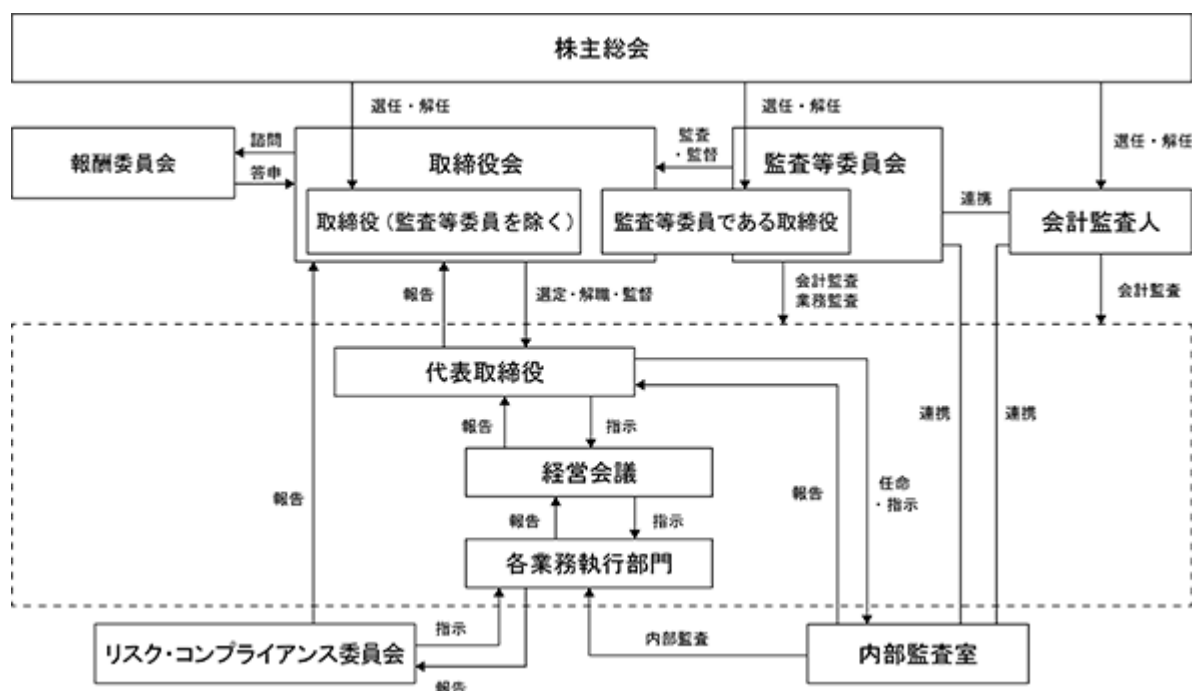 株主総会
選任・解任
選任・解任
選任・解任
報酬委員会
諮問
答申
取締役会
監査
・監督
監査等委員会
取締役(監査等委員を除く)
監査等委員である取締役
連携
会計監査人
報告
選定・解職・監督
会計監査
業務監査
会計監査
代表取締役
報告
指示
連携
連携
経営会議
報告
報告
任命
・指示
報告
指示
各業務執行部門
リスク・コンプライアンス委員会
指示
報告
内部監査
内部監査室